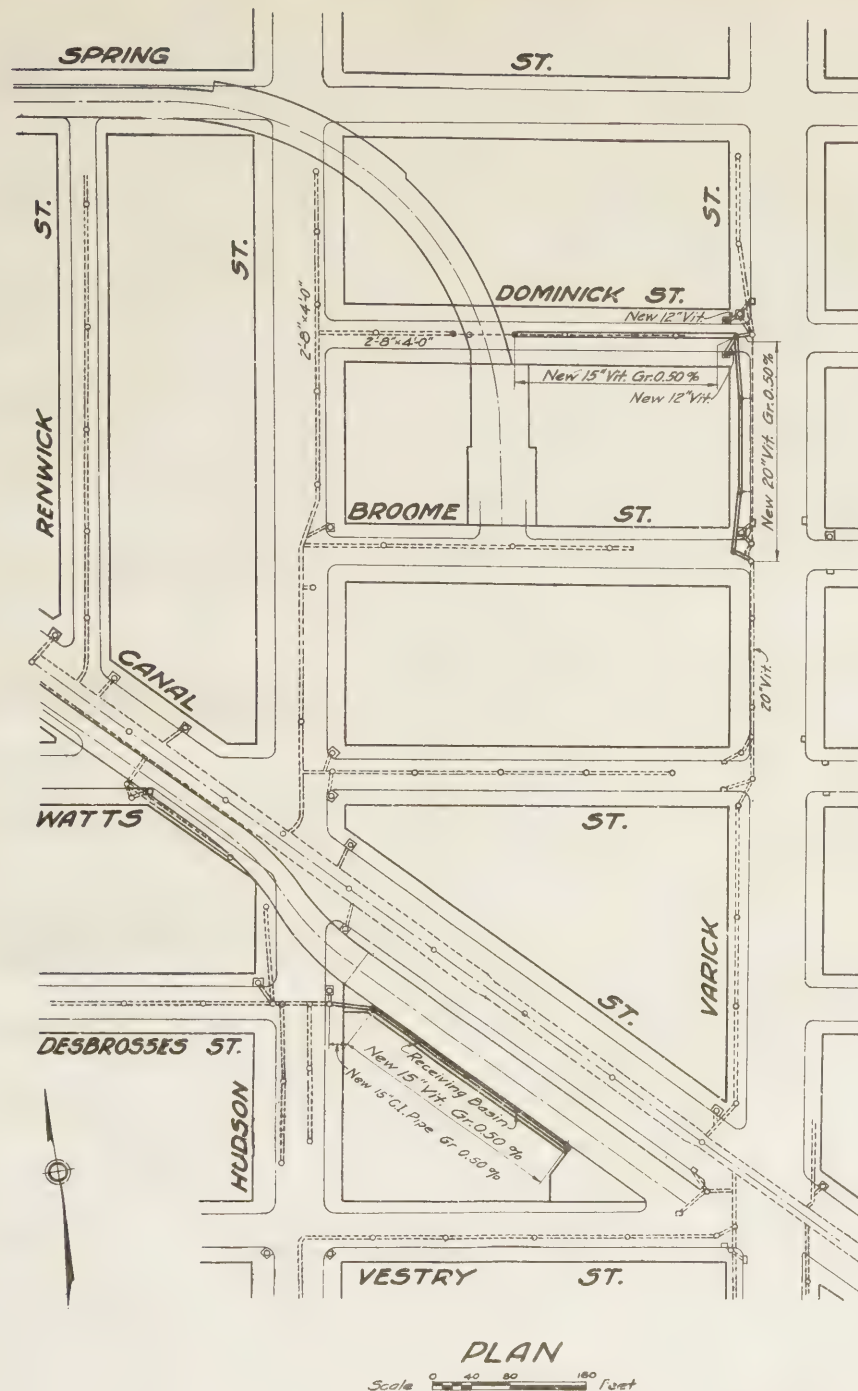 SPRING ST.
ST.
ST.
ST.
2'-8"x4'-0"
DOMINICK ST.
New 12" Vit.
2'-8"x4'-0"
New 15" Vit. Gr. 0.50%
New 12" Vit.
New 20" Vit. Gr. 0.50%
RENWICK
BROOME ST.
CANAL
20" Vit.
WATTS ST.
VARICK
ST.
DESBROSSES ST.
Receiving Basin
New 15" Vit. Gr. 0.50 %
New 15" C.I. Pipe Gr 0.50 %
HUDSON
VESTRY ST.
PLAN
Scale 0 40 80 160 Feet